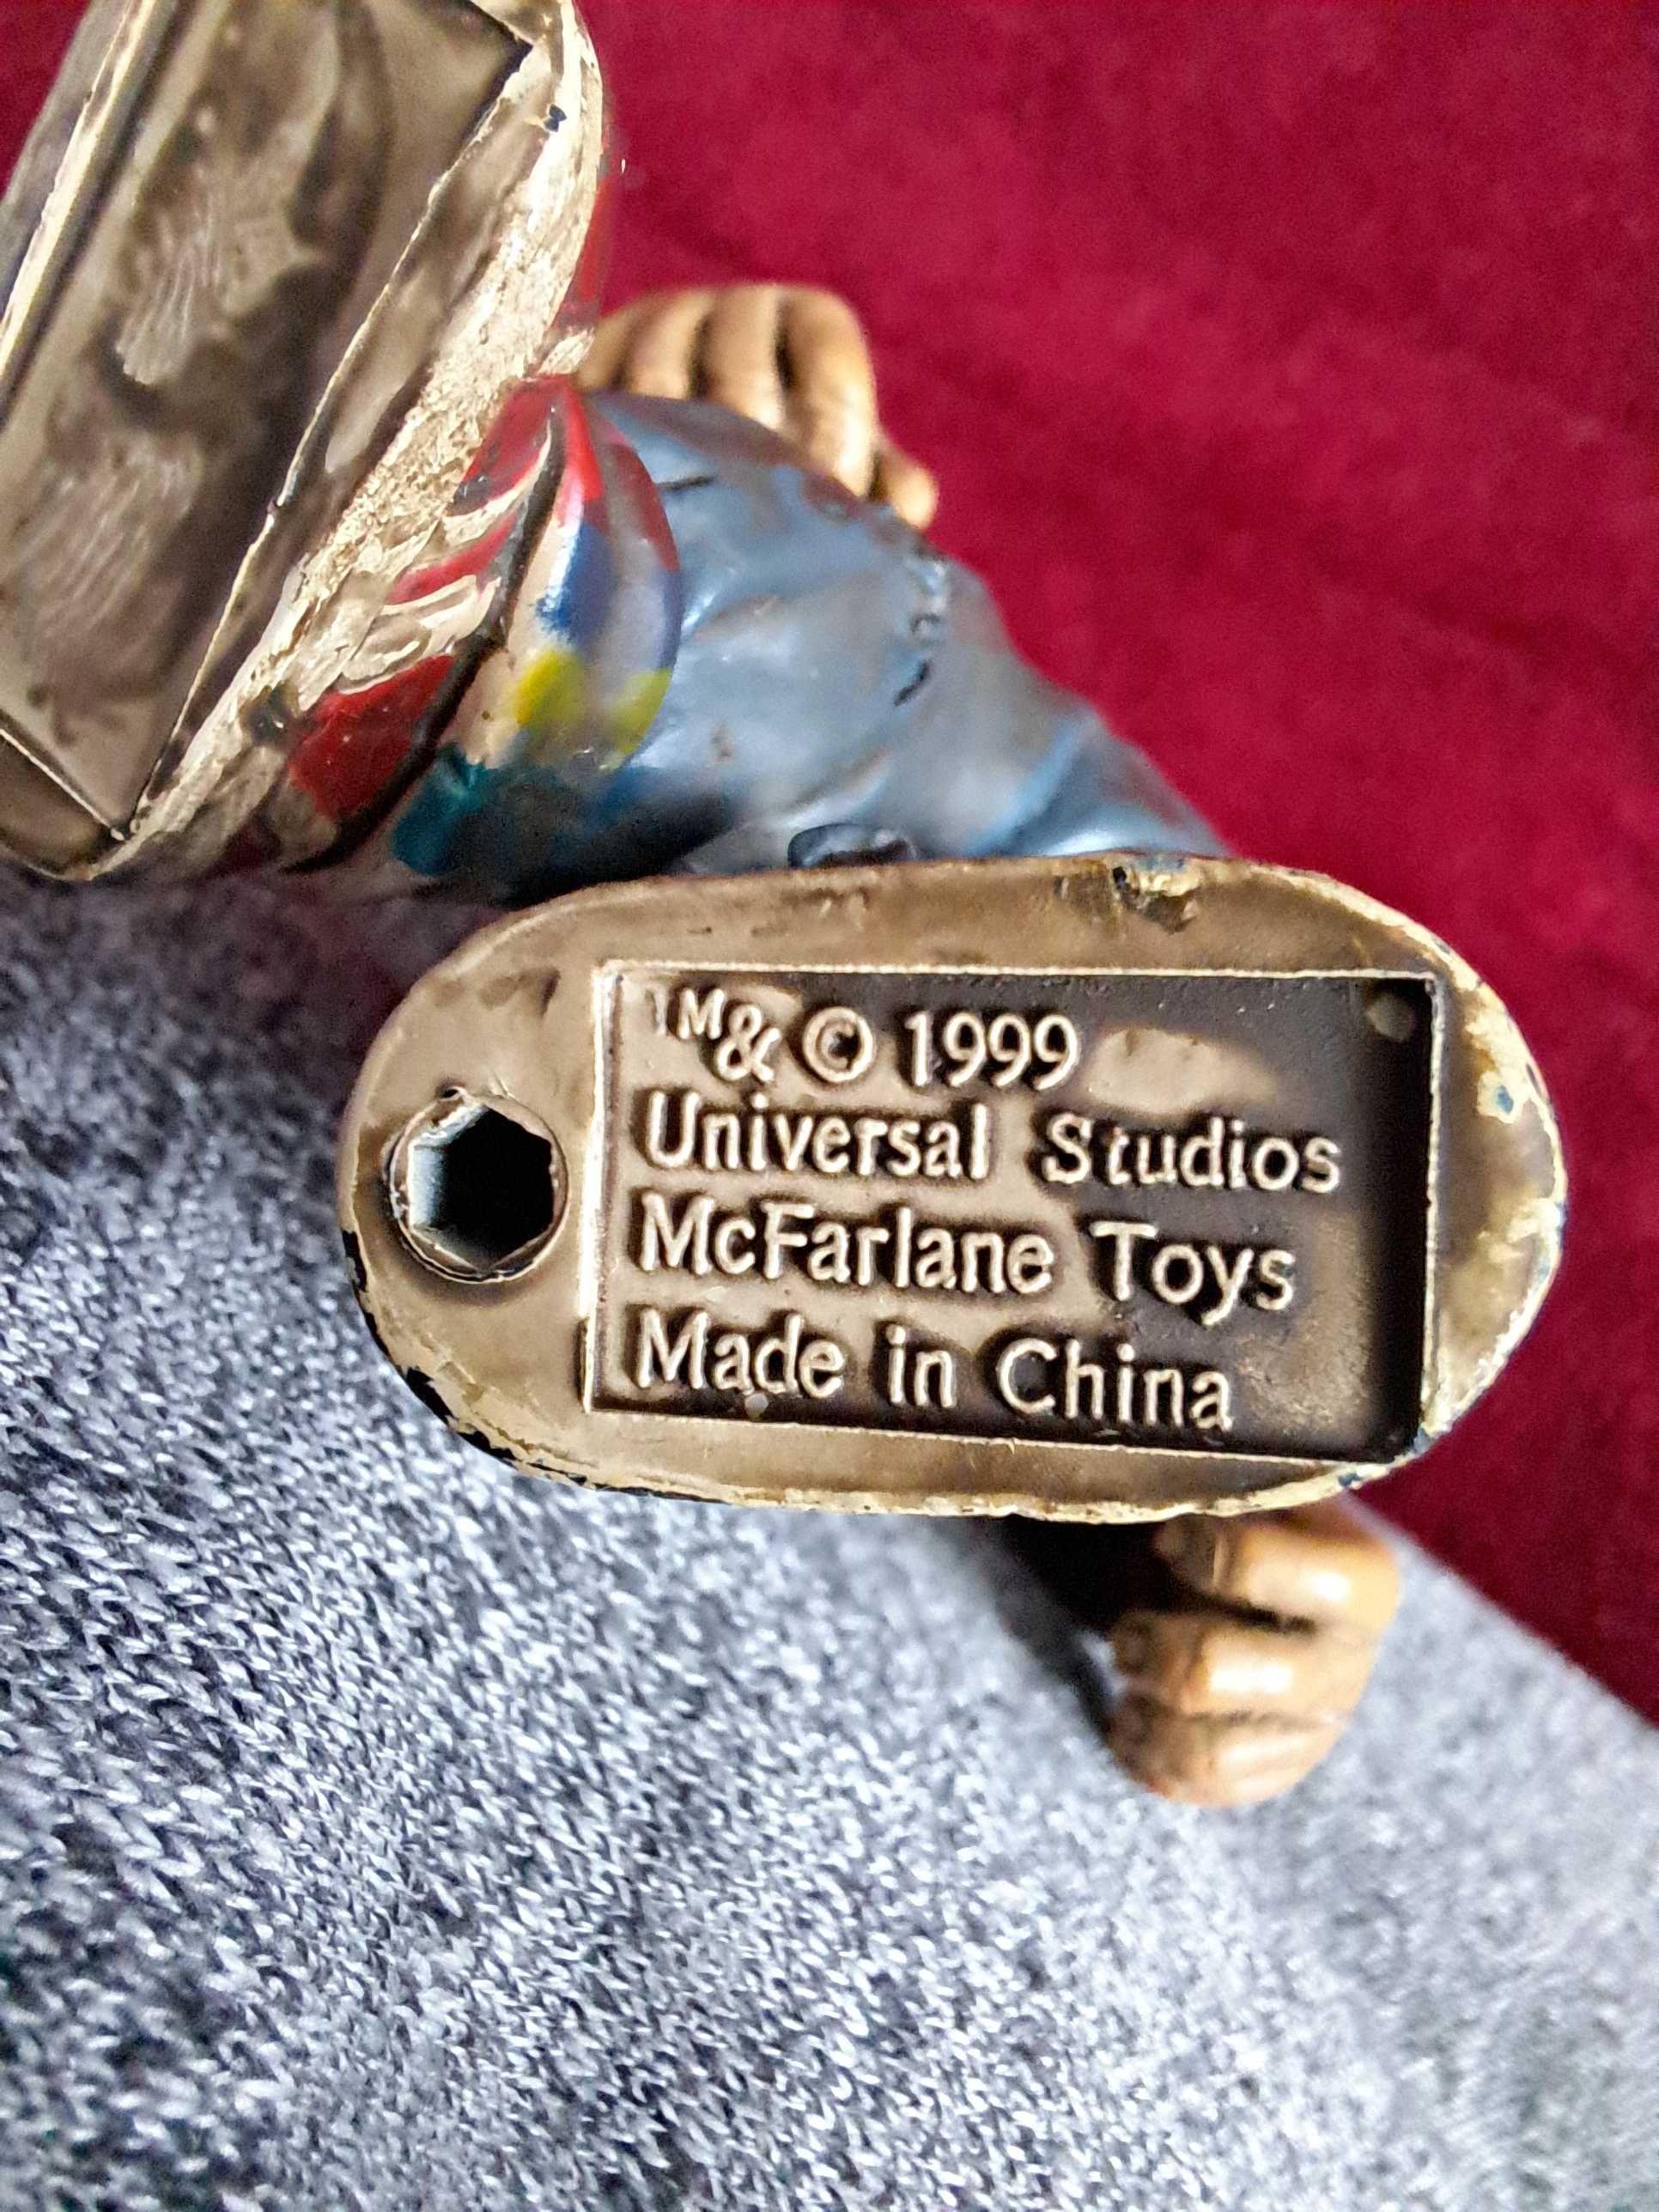 TM& © 1999
Universal Studios
McFarlane Toys
Made in China